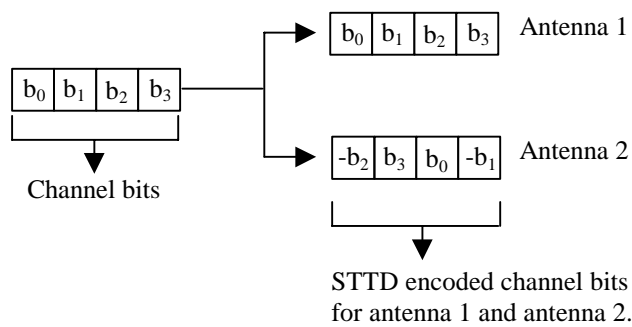 b₀ b₁ b₂ b₃ Antenna 1
b₀ b₁ b₂ b₃
-b₂ b₃ b₀ -b₁ Antenna 2
Channel bits
STTD encoded channel bits
for antenna 1 and antenna 2.